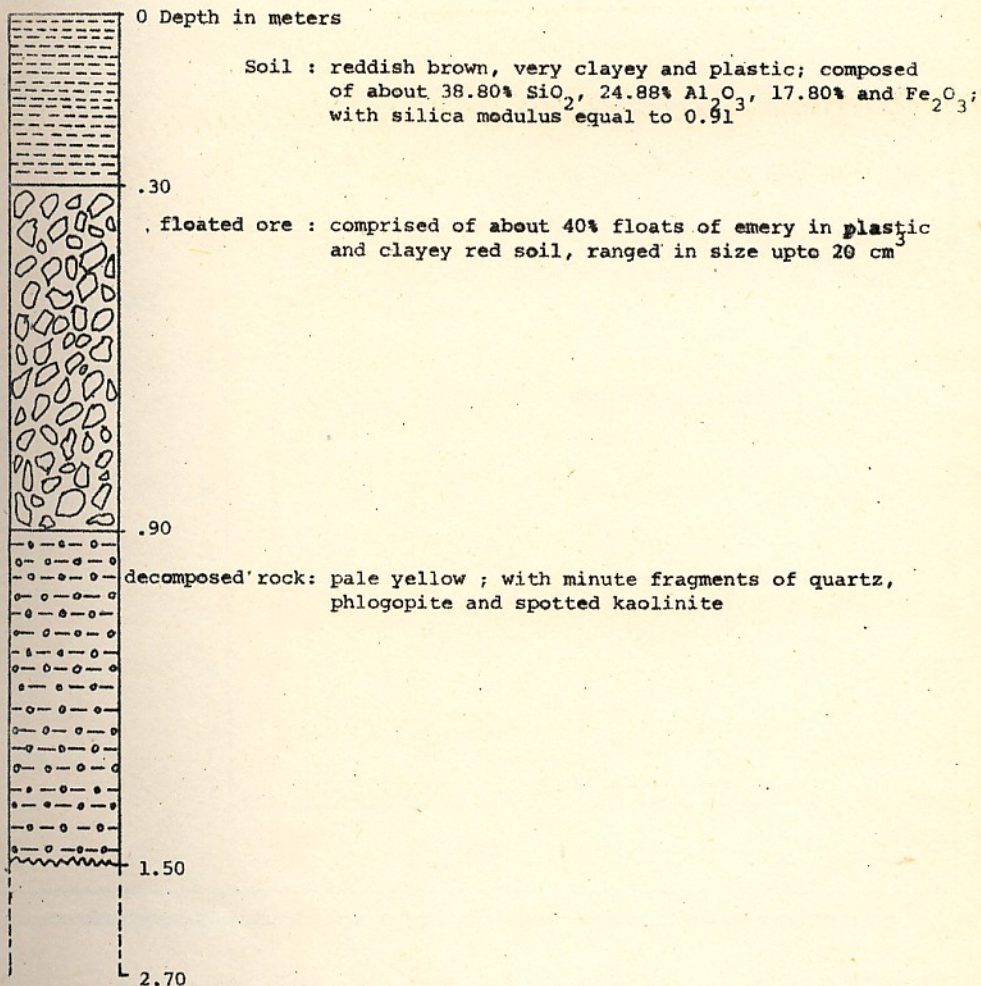 0 Depth in meters
Soil : reddish brown, very clayey and plastic; composed
of about 38.80% SiO2, 24.88% Al2O3, 17.80% and Fe2O3;
with silica modulus equal to 0.91
.30
floated ore : comprised of about 40% floats of emery in plastic
and clayey red soil, ranged in size upto 20 cm3
.90
decomposed rock: pale yellow ; with minute fragments of quartz,
phlogopite and spotted kaolinite
1.50
2.70